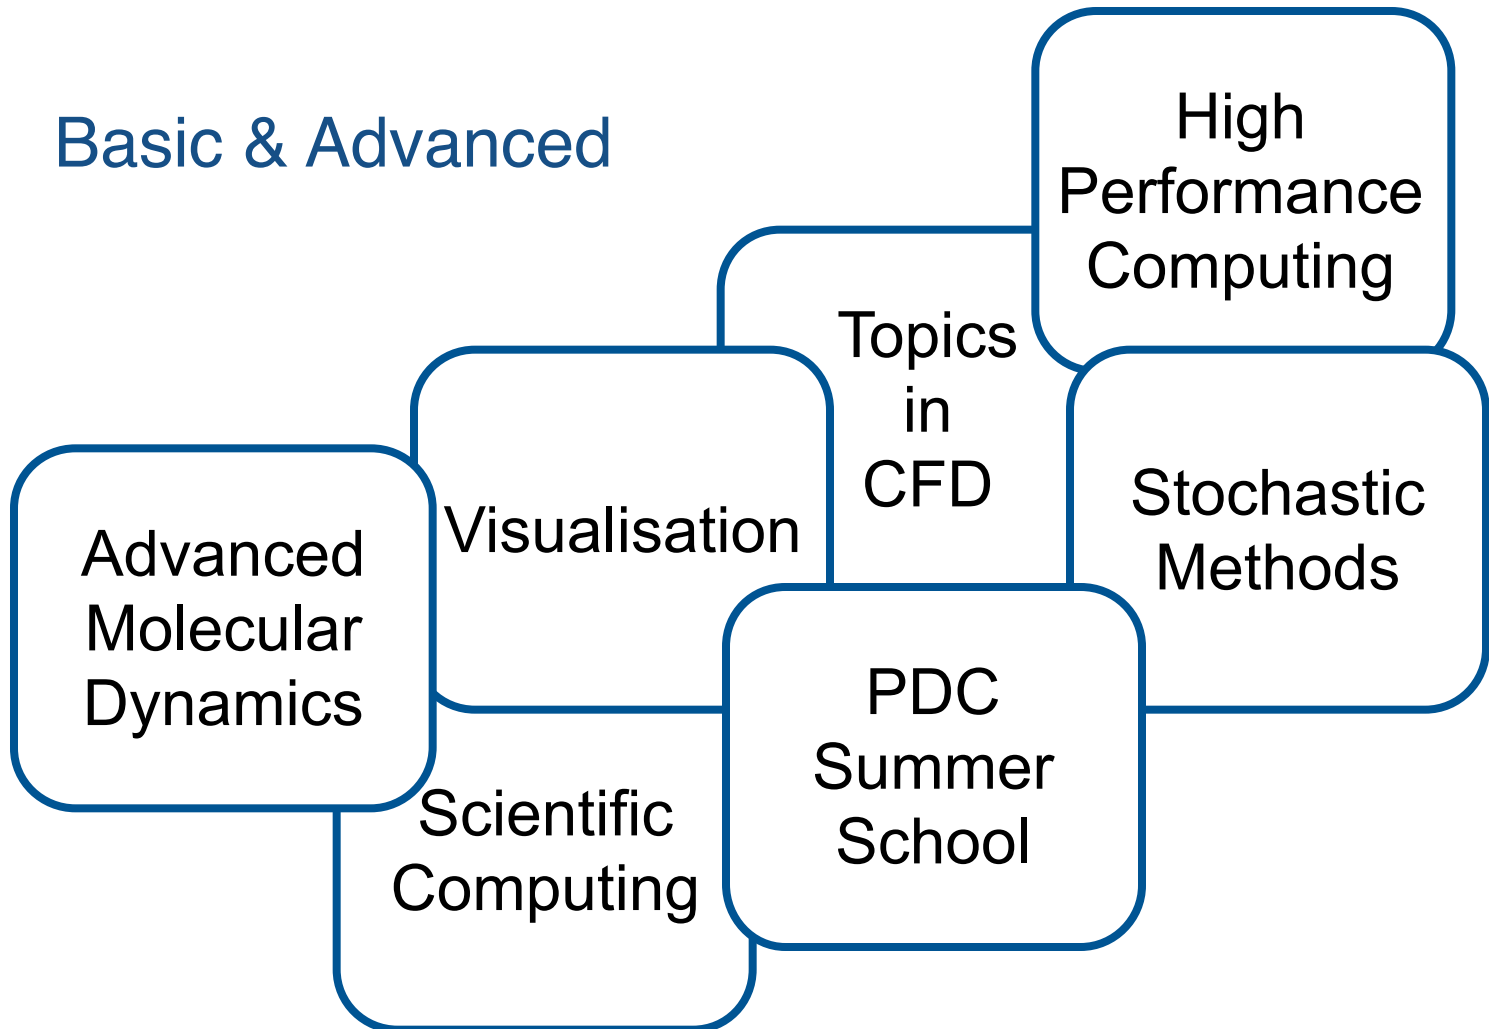 Basic & Advanced
High
Performance
Computing
Topics
in
CFD
Stochastic
Methods
Visualisation
Advanced
Molecular
Dynamics
PDC
Summer
School
Scientific
Computing